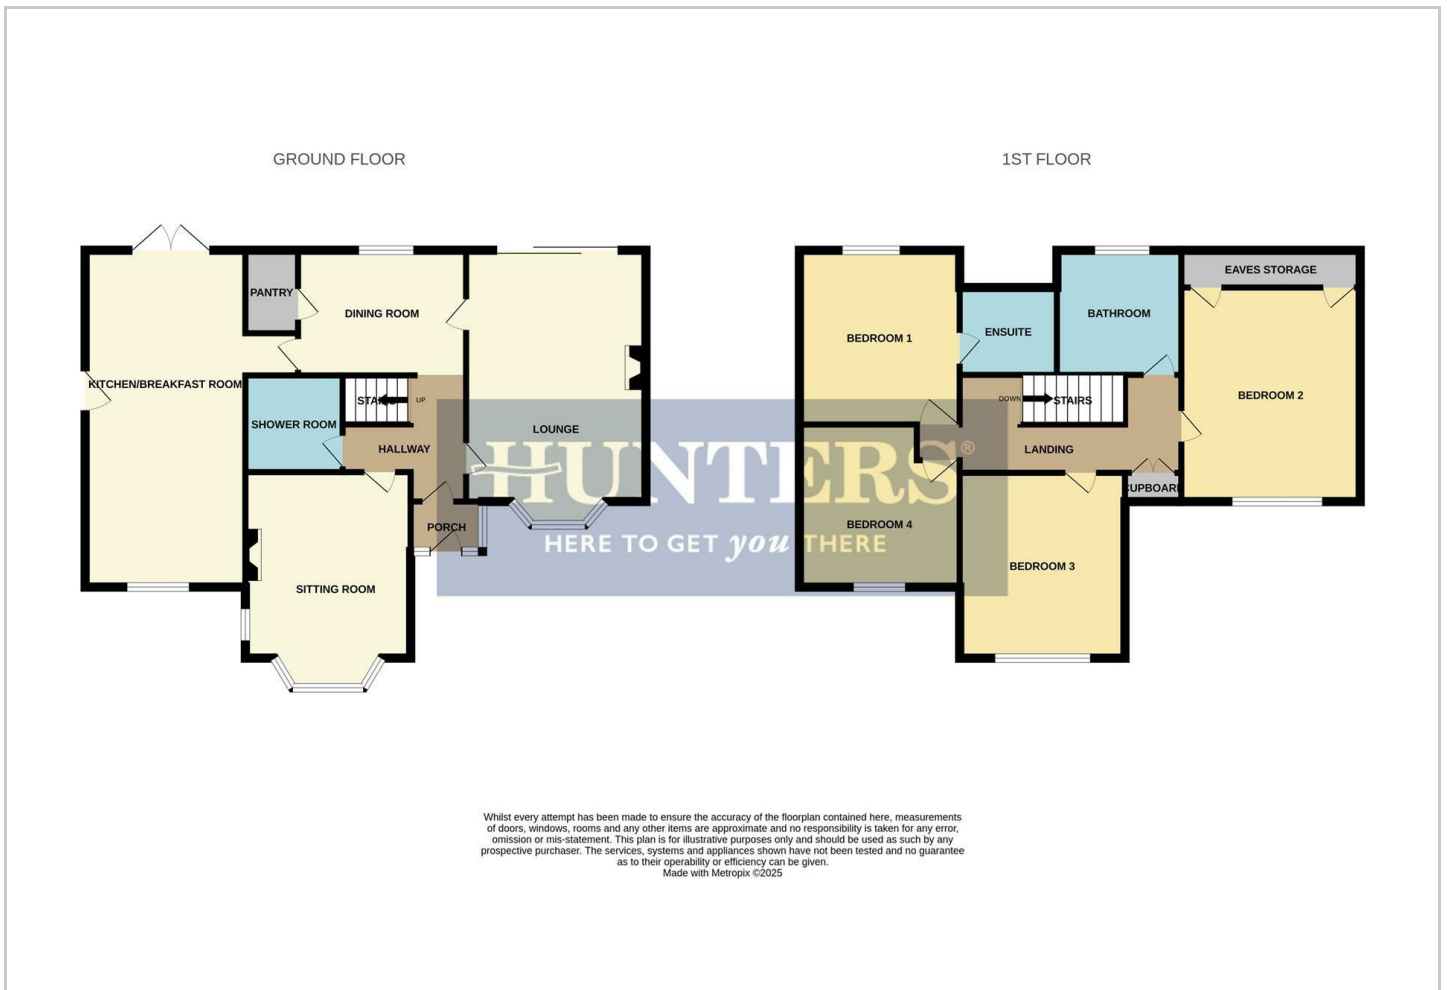 GROUND FLOOR
1ST FLOOR
PANTRY
DINING ROOM
KITCHEN/BREAKFAST ROOM
STAIRS
UP
SHOWER ROOM
HALLWAY
LOUNGE
PORCH
SITTING ROOM
EAVES STORAGE
BATHROOM
ENSUITE
BEDROOM 1
BEDROOM 2
DOWN
STAIRS
LANDING
CUPBOARD
BEDROOM 4
BEDROOM 3
HUNTERS®
HERE TO GET you THERE
Whilst every attempt has been made to ensure the accuracy of the floorplan contained here, measurements
of doors, windows, rooms and any other items are approximate and no responsibility is taken for any error,
omission or mis-statement. This plan is for illustrative purposes only and should be used as such by any
prospective purchaser. The services, systems and appliances shown have not been tested and no guarantee
as to their operability or efficiency can be given.
Made with Metropix ©2025